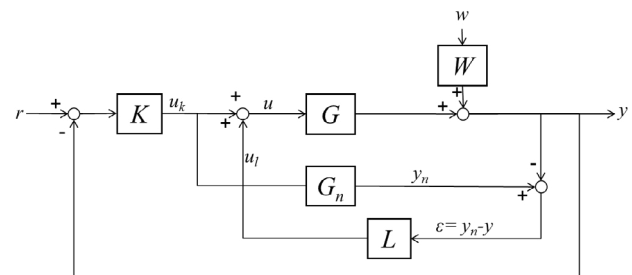 w
W
r + - K u_k + + u G + + y
u_l
G_n y_n - +
L ε= y_n-y